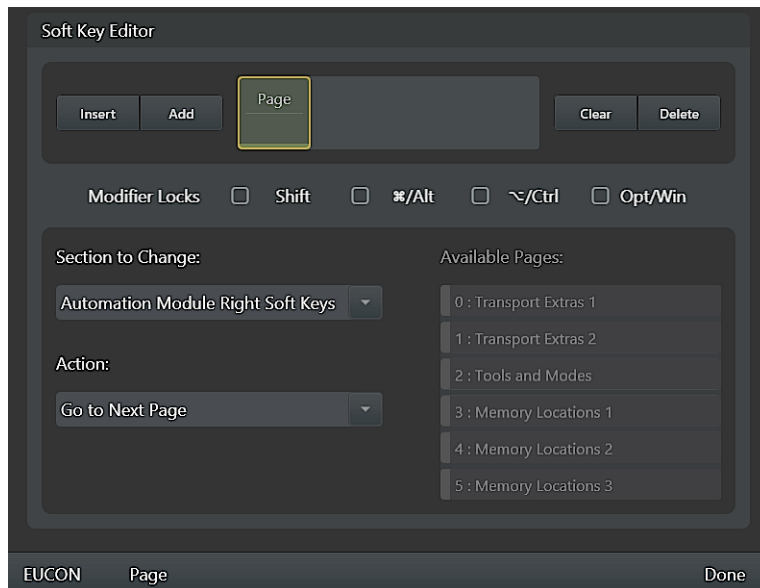 Soft Key Editor
Insert
Add
Page
Clear
Delete
Modifier Locks
Shift
⌘/Alt
⌥/Ctrl
Opt/Win
Section to Change:
Automation Module Right Soft Keys
Action:
Go to Next Page
Available Pages:
0 : Transport Extras 1
1 : Transport Extras 2
2 : Tools and Modes
3 : Memory Locations 1
4 : Memory Locations 2
5 : Memory Locations 3
EUCON
Page
Done